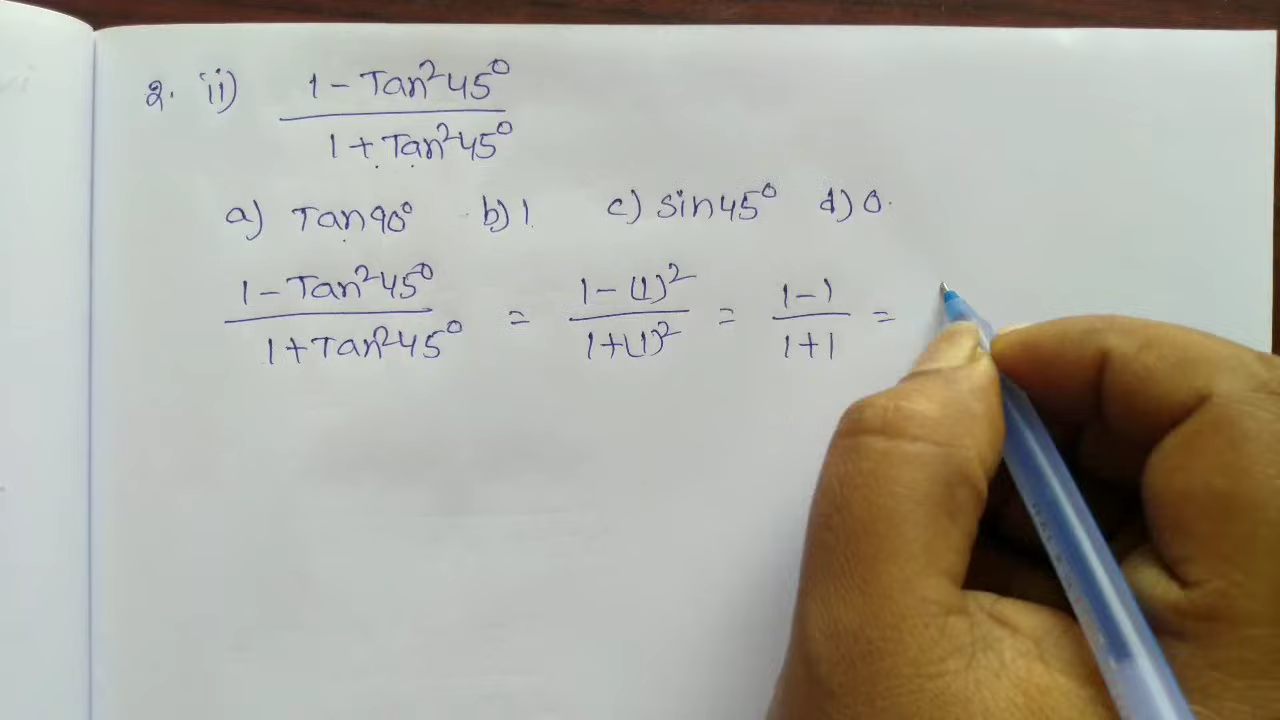 2. ii) 1 - Tan²45° / 1 + Tan²45°
a) Tan90° b) 1 c) sin45° d) 0.
1 - Tan²45° / 1 + Tan²45° = 1 - (1)² / 1 + (1)² = 1 - 1 / 1 + 1 =